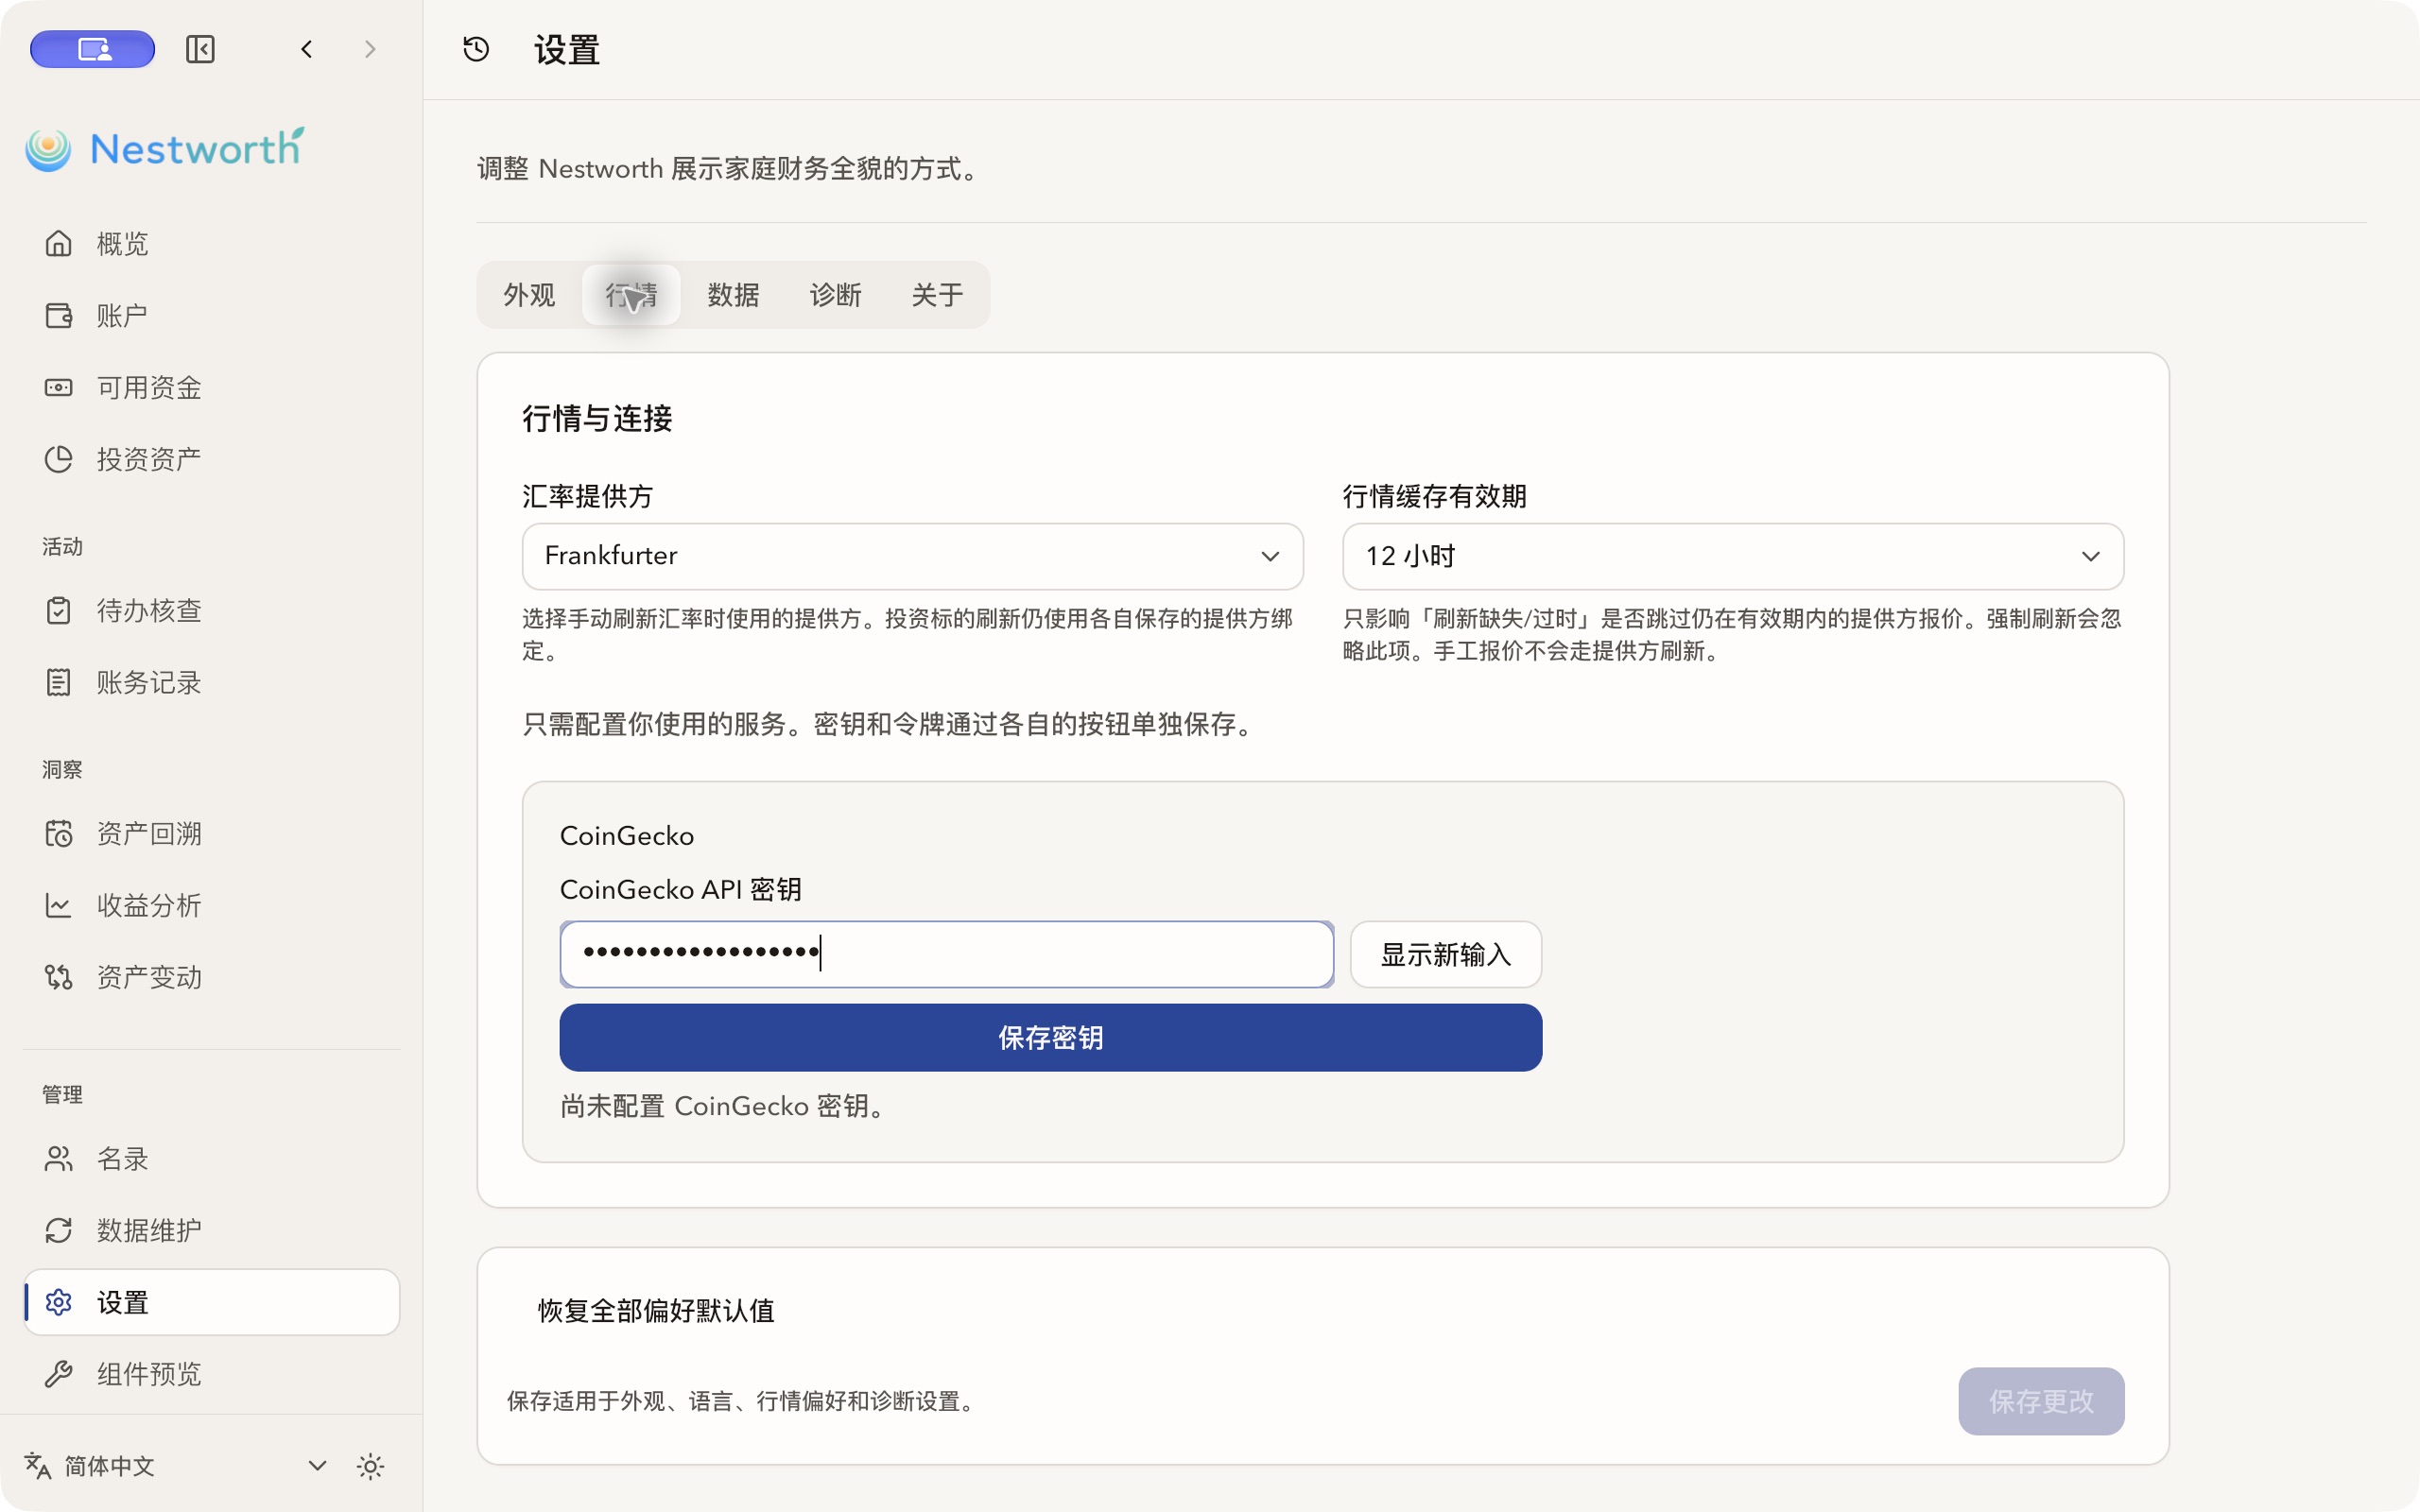 设置
Nestworth
概览
账户
可用资金
投资资产
活动
待办核查
账务记录
洞察
资产回溯
收益分析
资产变动
管理
名录
数据维护
设置
组件预览
简体中文
调整 Nestworth 展示家庭财务全貌的方式。
外观 行情 数据 诊断 关于
行情与连接
汇率提供方
Frankfurter
选择手动刷新汇率时使用的提供方。投资标的刷新仍使用各自保存的提供方绑
定。
行情缓存有效期
12 小时
只影响「刷新缺失/过时」是否跳过仍在有效期内的提供方报价。强制刷新会忽
略此项。手工报价不会走提供方刷新。
只需配置你使用的服务。密钥和令牌通过各自的按钮单独保存。
CoinGecko
CoinGecko API 密钥
••••••••••••••••••
显示新输入
保存密钥
尚未配置 CoinGecko 密钥。
恢复全部偏好默认值
保存适用于外观、语言、行情偏好和诊断设置。
保存更改